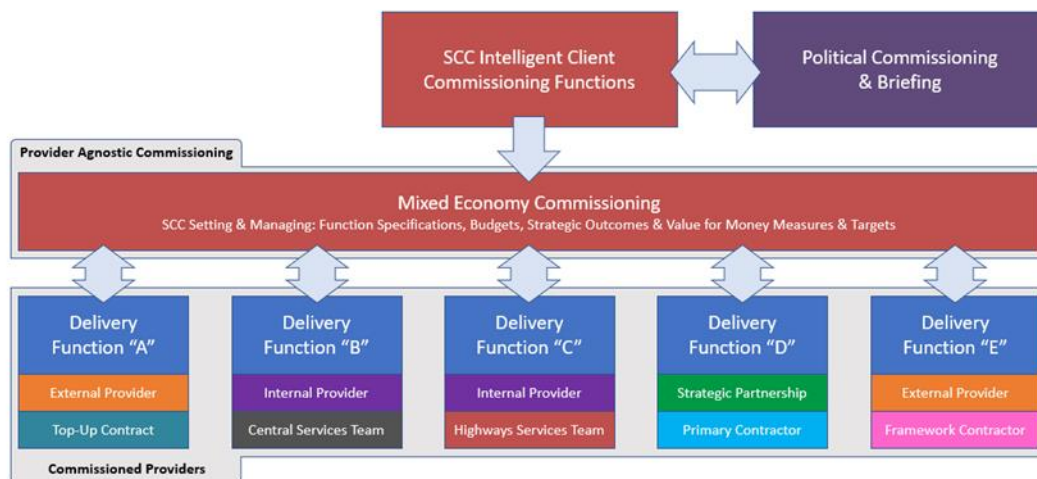 SCC Intelligent Client
Commissioning Functions
Political Commissioning
& Briefing
Provider Agnostic Commissioning
Mixed Economy Commissioning
SCC Setting & Managing: Function Specifications, Budgets, Strategic Outcomes & Value for Money Measures & Targets
Delivery
Function “A”
External Provider
Top-Up Contract
Delivery
Function “B”
Internal Provider
Central Services Team
Delivery
Function “C”
Internal Provider
Highways Services Team
Delivery
Function “D”
Strategic Partnership
Primary Contractor
Delivery
Function “E”
External Provider
Framework Contractor
Commissioned Providers